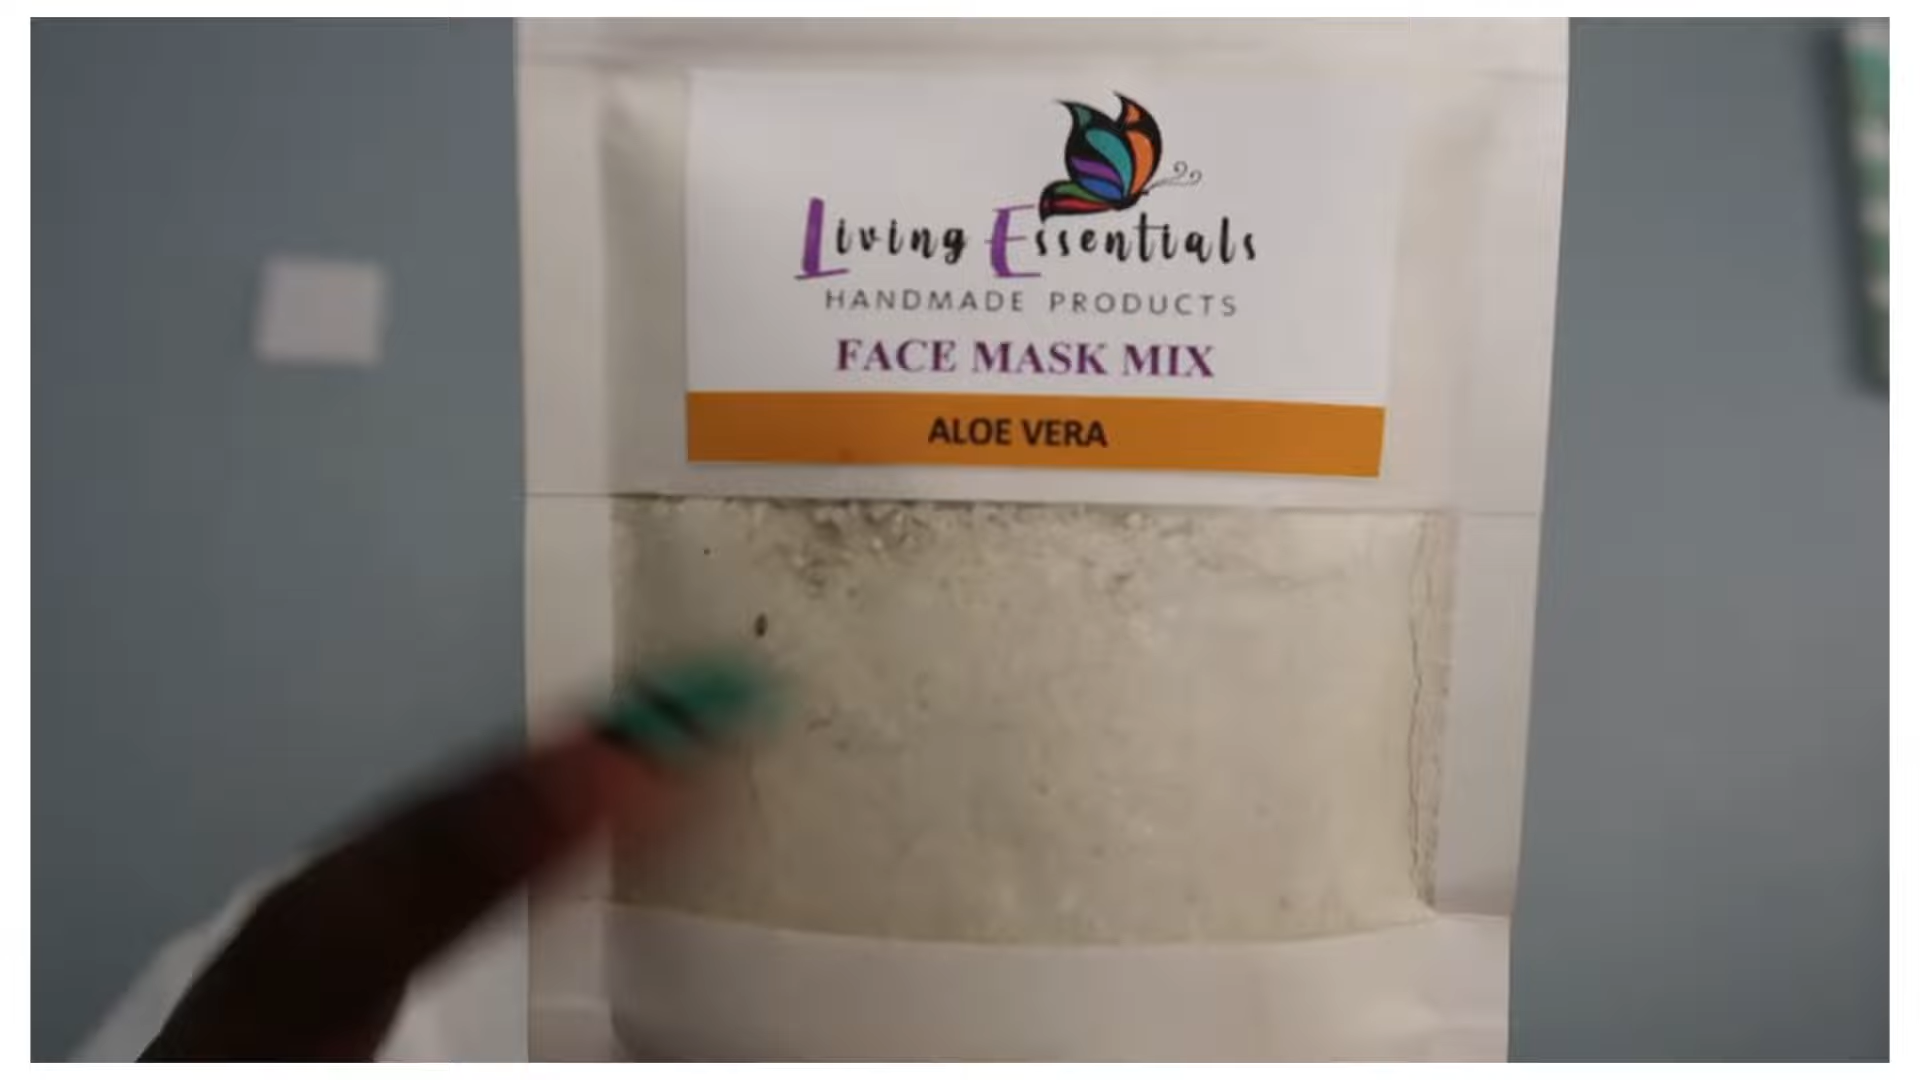 Living Essentials
HANDMADE PRODUCTS
FACE MASK MIX
ALOE VERA